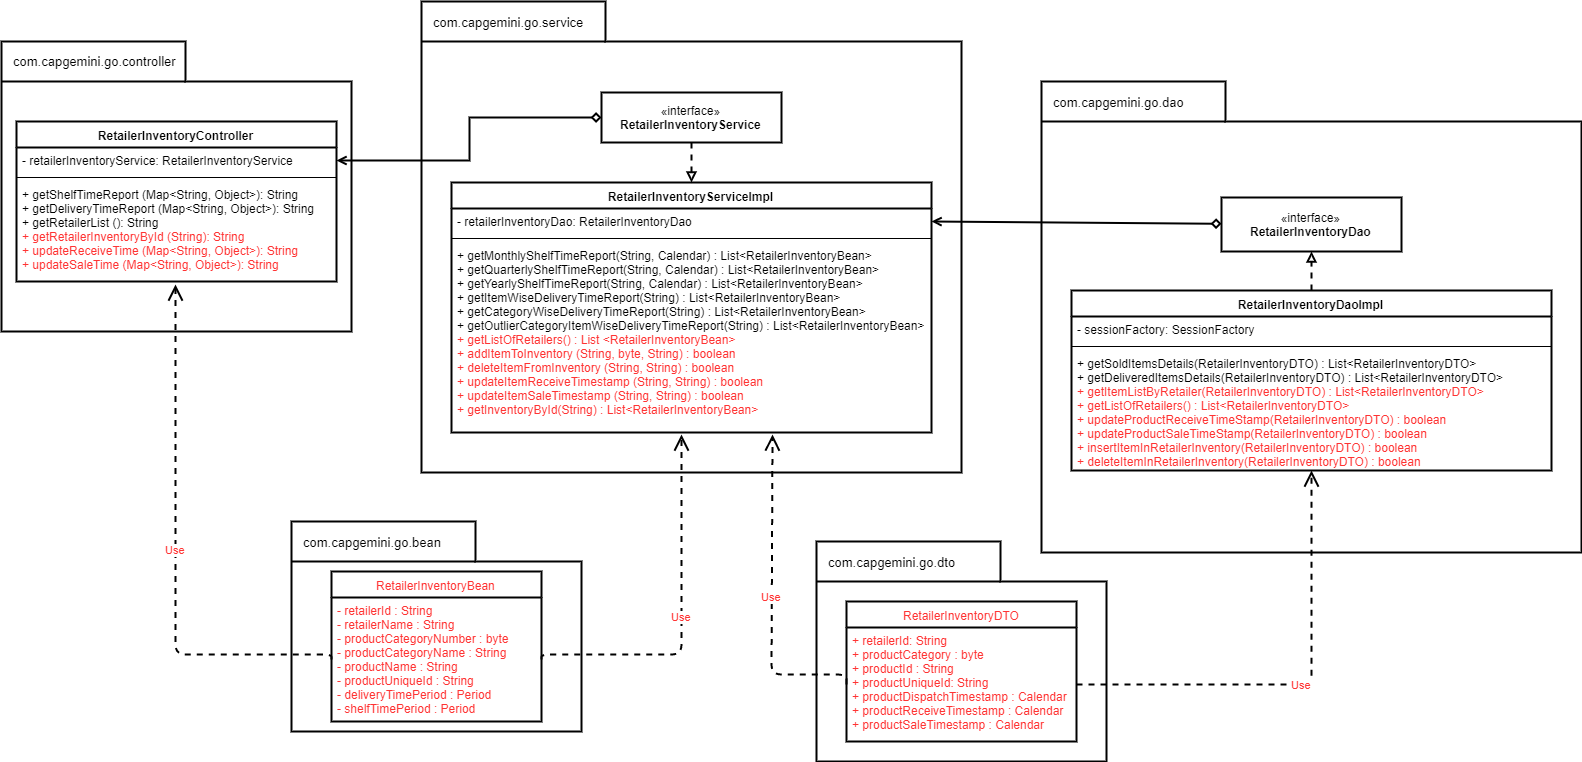 com.capgemini.go.controller
RetailerInventoryController
- retailerInventoryService: RetailerInventoryService
+ getShelfTimeReport (Map<String, Object>): String
+ getDeliveryTimeReport (Map<String, Object>): String
+ getRetailerList (): String
+ getRetailerInventoryById (String): String
+ updateReceiveTime (Map<String, Object>): String
+ updateSaleTime (Map<String, Object>): String
com.capgemini.go.service
«interface»
RetailerInventoryService
RetailerInventoryServiceImpl
- retailerInventoryDao: RetailerInventoryDao
+ getMonthlyShelfTimeReport(String, Calendar) : List<RetailerInventoryBean>
+ getQuarterlyShelfTimeReport(String, Calendar) : List<RetailerInventoryBean>
+ getYearlyShelfTimeReport(String, Calendar) : List<RetailerInventoryBean>
+ getItemWiseDeliveryTimeReport(String) : List<RetailerInventoryBean>
+ getCategoryWiseDeliveryTimeReport(String) : List<RetailerInventoryBean>
+ getOutlierCategoryItemWiseDeliveryTimeReport(String) : List<RetailerInventoryBean>
+ getListOfRetailers() : List <RetailerInventoryBean>
+ addItemToInventory (String, byte, String) : boolean
+ deleteItemFromInventory (String, String) : boolean
+ updateItemReceiveTimestamp (String, String) : boolean
+ updateItemSaleTimestamp (String, String) : boolean
+ getInventoryById(String) : List<RetailerInventoryBean>
com.capgemini.go.dao
«interface»
RetailerInventoryDao
RetailerInventoryDaoImpl
- sessionFactory: SessionFactory
+ getSoldItemsDetails(RetailerInventoryDTO) : List<RetailerInventoryDTO>
+ getDeliveredItemsDetails(RetailerInventoryDTO) : List<RetailerInventoryDTO>
+ getItemListByRetailer(RetailerInventoryDTO) : List<RetailerInventoryDTO>
+ getListOfRetailers() : List<RetailerInventoryDTO>
+ updateProductReceiveTimeStamp(RetailerInventoryDTO) : boolean
+ updateProductSaleTimeStamp(RetailerInventoryDTO) : boolean
+ insertItemInRetailerInventory(RetailerInventoryDTO) : boolean
+ deleteItemInRetailerInventory(RetailerInventoryDTO) : boolean
Use
com.capgemini.go.bean
RetailerInventoryBean
- retailerId : String
- retailerName : String
- productCategoryNumber : byte
- productCategoryName : String
- productName : String
- productUniqueId : String
- deliveryTimePeriod : Period
- shelfTimePeriod : Period
Use
Use
com.capgemini.go.dto
RetailerInventoryDTO
+ retailerId: String
+ productCategory : byte
+ productId : String
+ productUniqueId: String
+ productDispatchTimestamp : Calendar
+ productReceiveTimestamp : Calendar
+ productSaleTimestamp : Calendar
Use